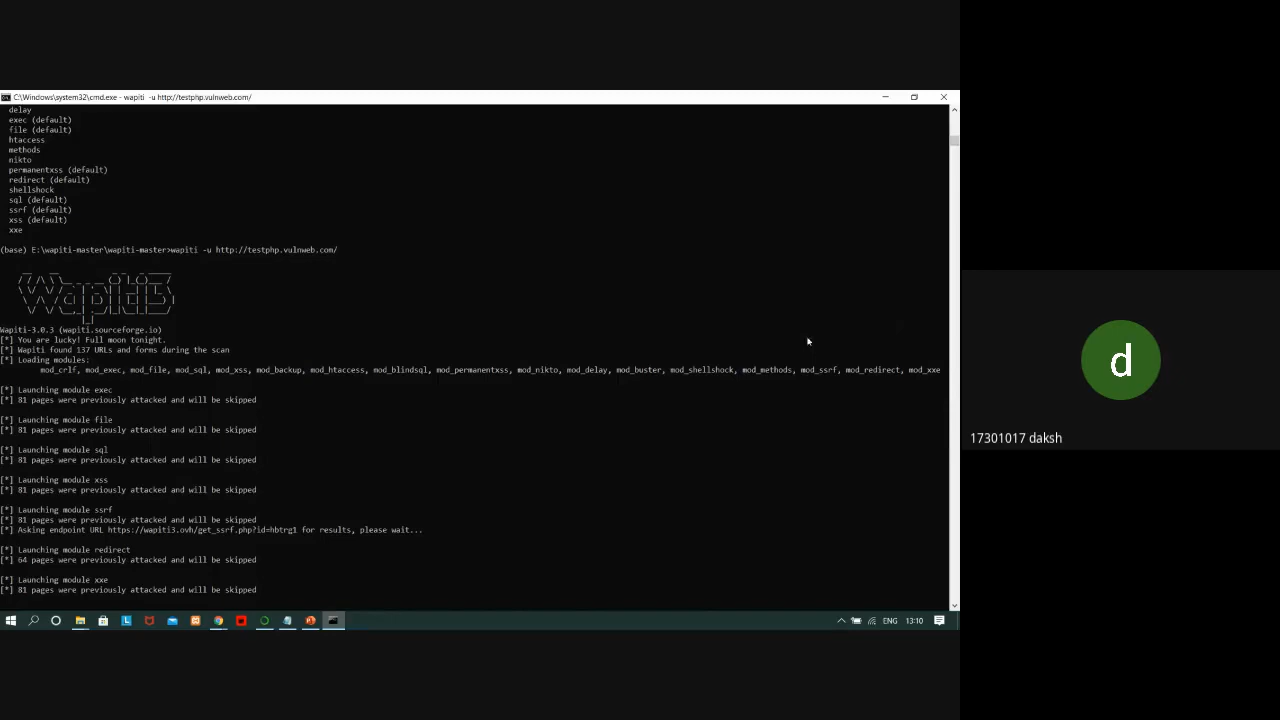 C:\Windows\system32\cmd.exe - wapiti -u http://testphp.vulnweb.com/
delay
exec (default)
file (default)
htaccess
methods
nikto
permanentxss (default)
redirect (default)
shellshock
sql (default)
ssrf (default)
xss (default)
xxe
(base) E:\wapiti-master\wapiti-master>wapiti -u http://testphp.vulnweb.com/
Wapiti3
Wapiti-3.0.3 (wapiti.sourceforge.io)
[*] You are lucky! Full moon tonight.
[*] Wapiti found 137 URLs and forms during the scan
[*] Loading modules:
mod_crlf, mod_exec, mod_file, mod_sql, mod_xss, mod_backup, mod_htaccess, mod_blindsql, mod_permanentxss, mod_nikto, mod_delay, mod_buster, mod_shellshock, mod_methods, mod_ssrf, mod_redirect, mod_xxe
[*] Launching module exec
[*] 81 pages were previously attacked and will be skipped
[*] Launching module file
[*] 81 pages were previously attacked and will be skipped
[*] Launching module sql
[*] 81 pages were previously attacked and will be skipped
[*] Launching module xss
[*] 81 pages were previously attacked and will be skipped
[*] Launching module ssrf
[*] 81 pages were previously attacked and will be skipped
[*] Asking endpoint URL https://wapiti3.ovh/get_ssrf.php?id=hbtrg1 for results, please wait...
[*] Launching module redirect
[*] 64 pages were previously attacked and will be skipped
[*] Launching module xxe
[*] 81 pages were previously attacked and will be skipped
ENG 13:10
d
17301017 daksh